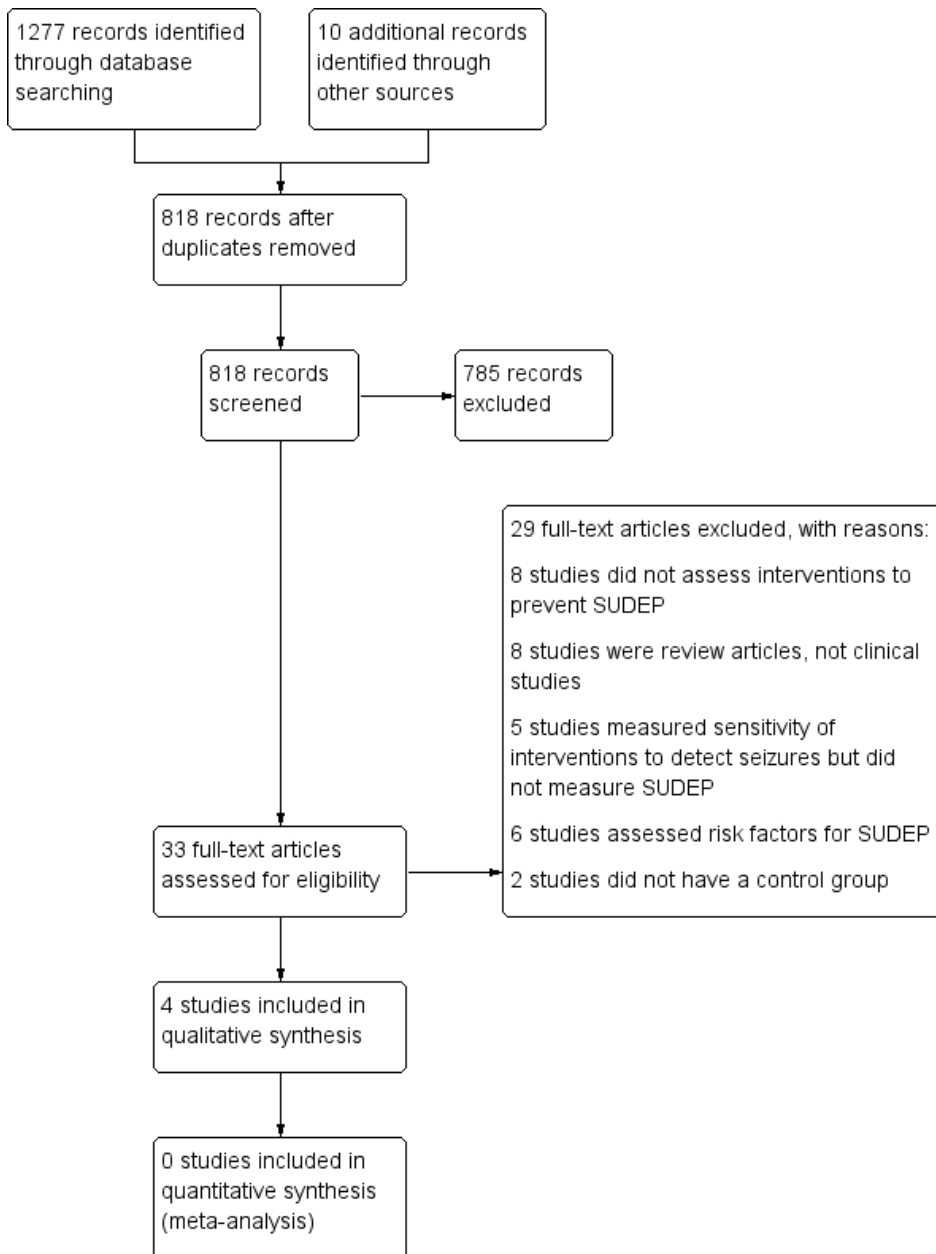 1277 records identified
through database
searching
10 additional records
identified through
other sources
818 records after
duplicates removed
818 records
screened
785 records
excluded
29 full-text articles excluded, with reasons:
8 studies did not assess interventions to
prevent SUDEP
8 studies were review articles, not clinical
studies
5 studies measured sensitivity of
interventions to detect seizures but did
not measure SUDEP
6 studies assessed risk factors for SUDEP
2 studies did not have a control group
33 full-text articles
assessed for eligibility
4 studies included in
qualitative synthesis
0 studies included in
quantitative synthesis
(meta-analysis)